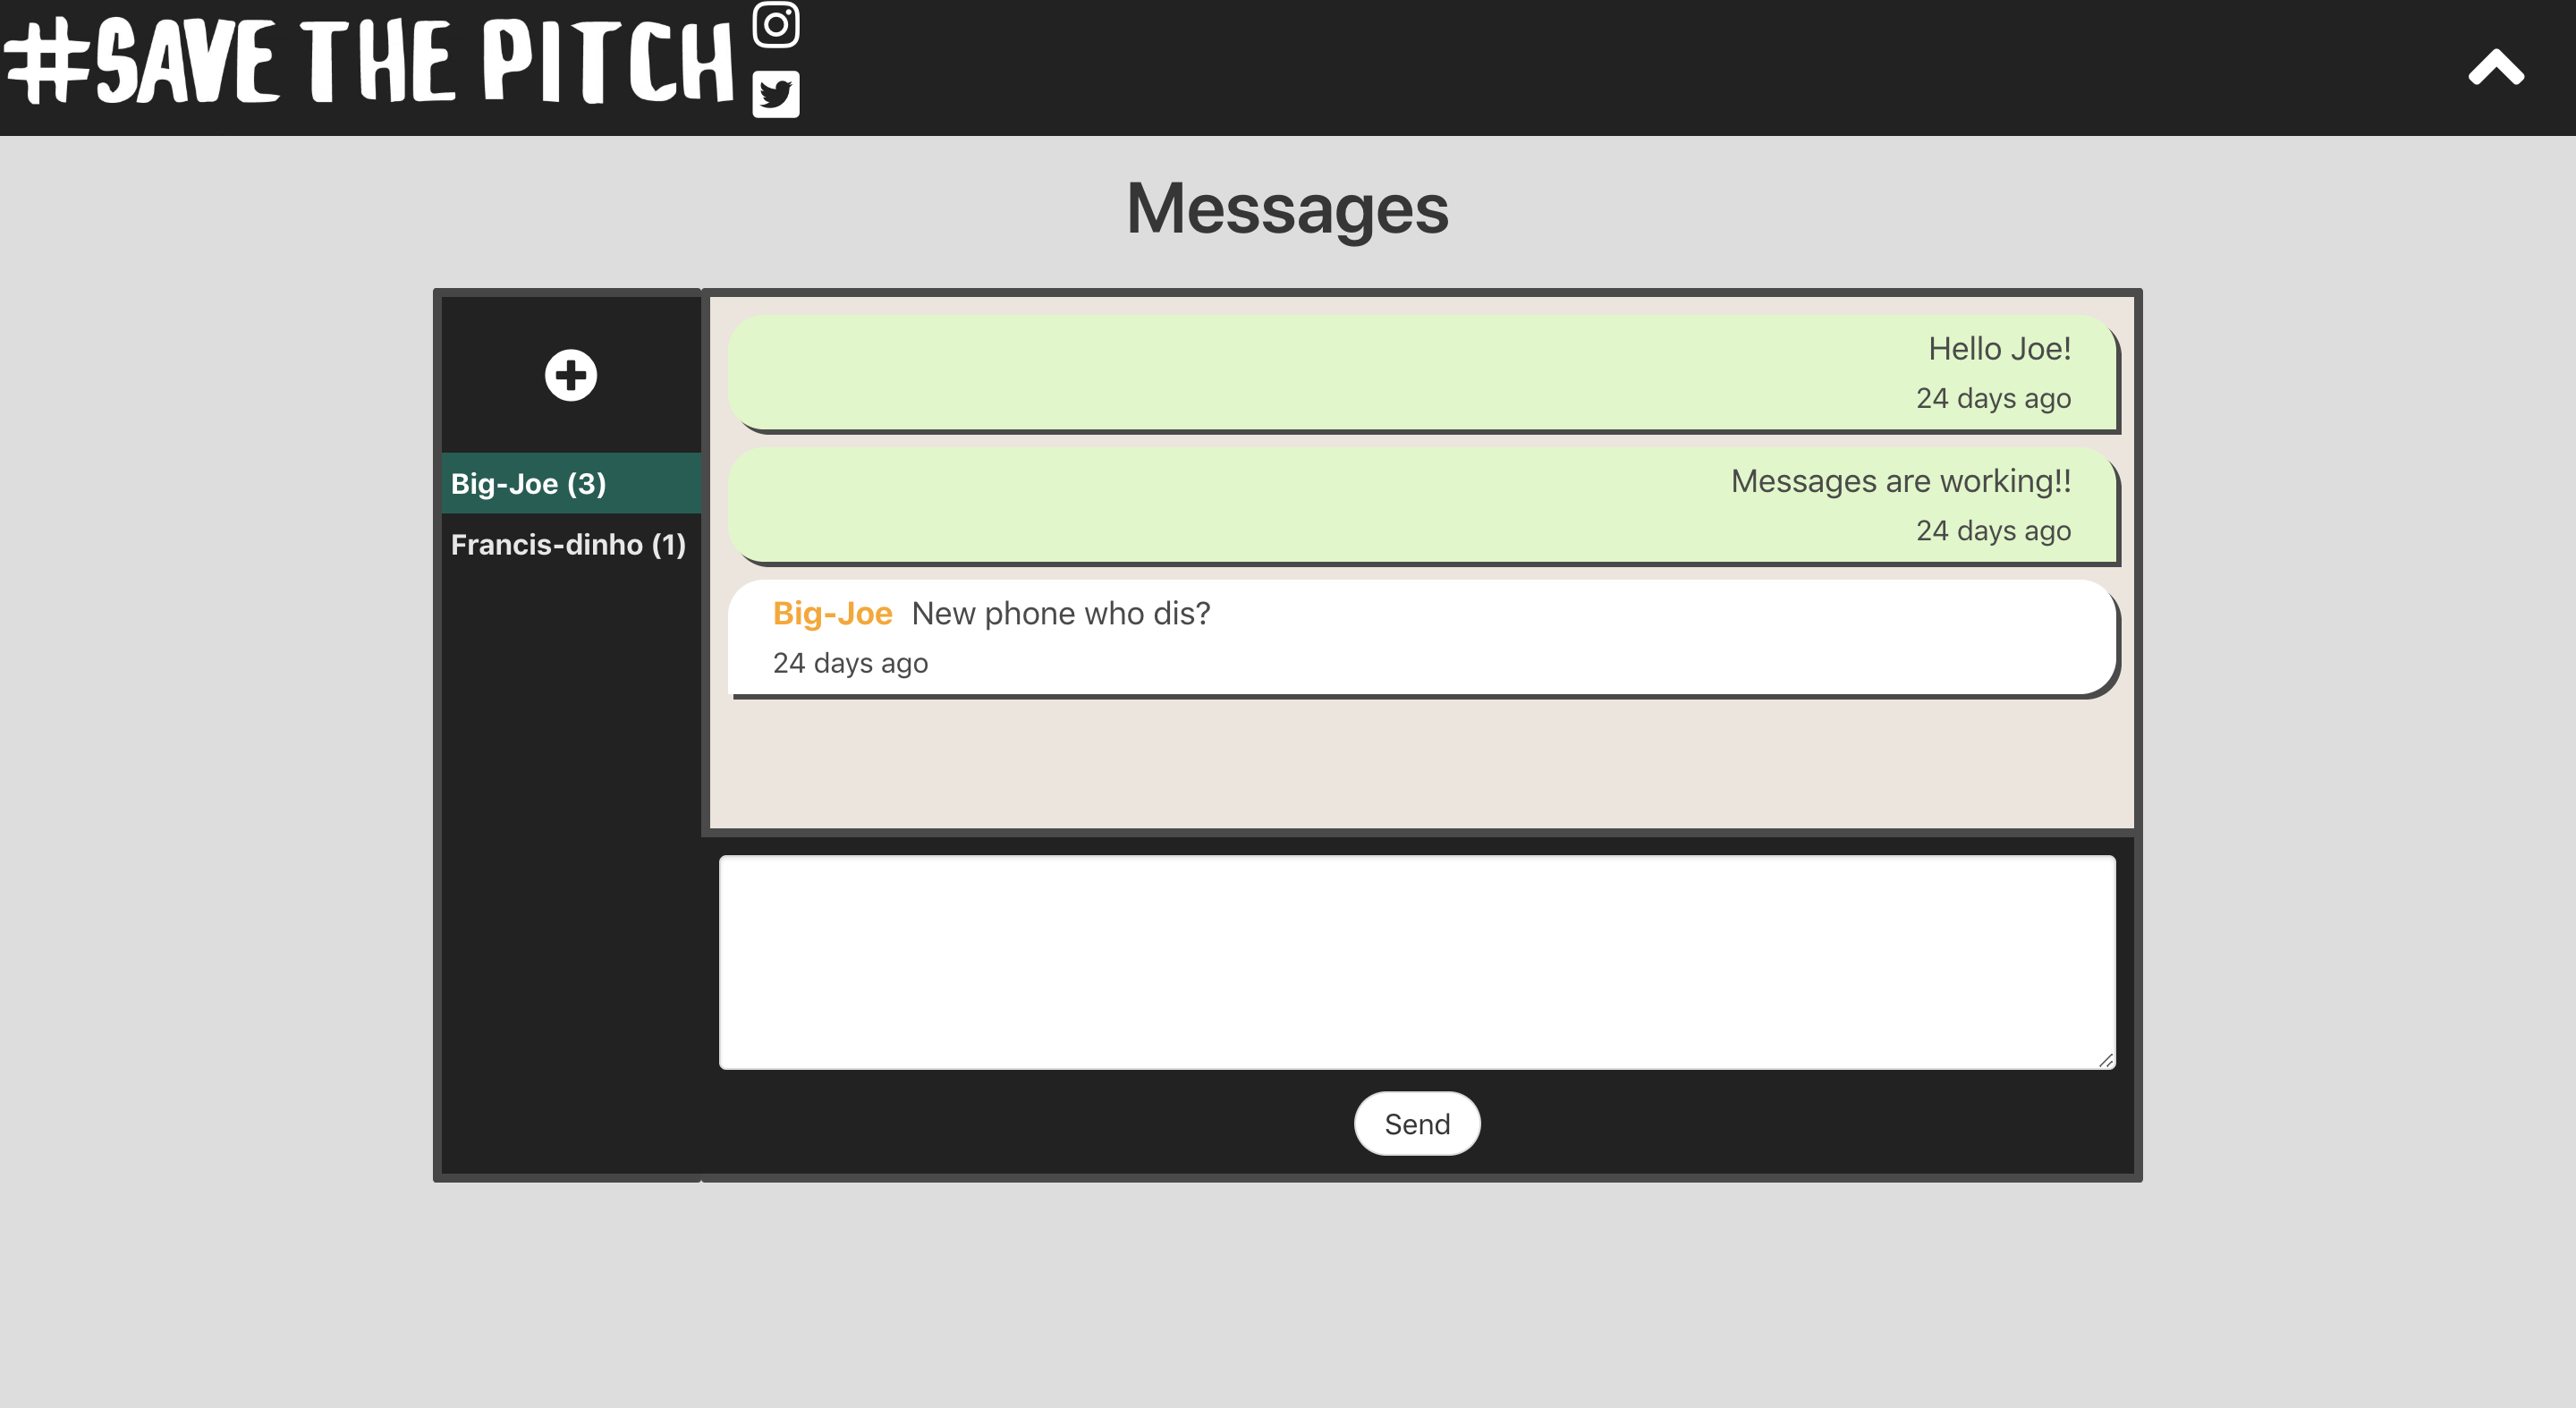 #SAVE THE PITCH
Messages
Big-Joe (3)
Francis-dinho (1)
Hello Joe!
24 days ago
Messages are working!!
24 days ago
Big-Joe New phone who dis?
24 days ago
Send